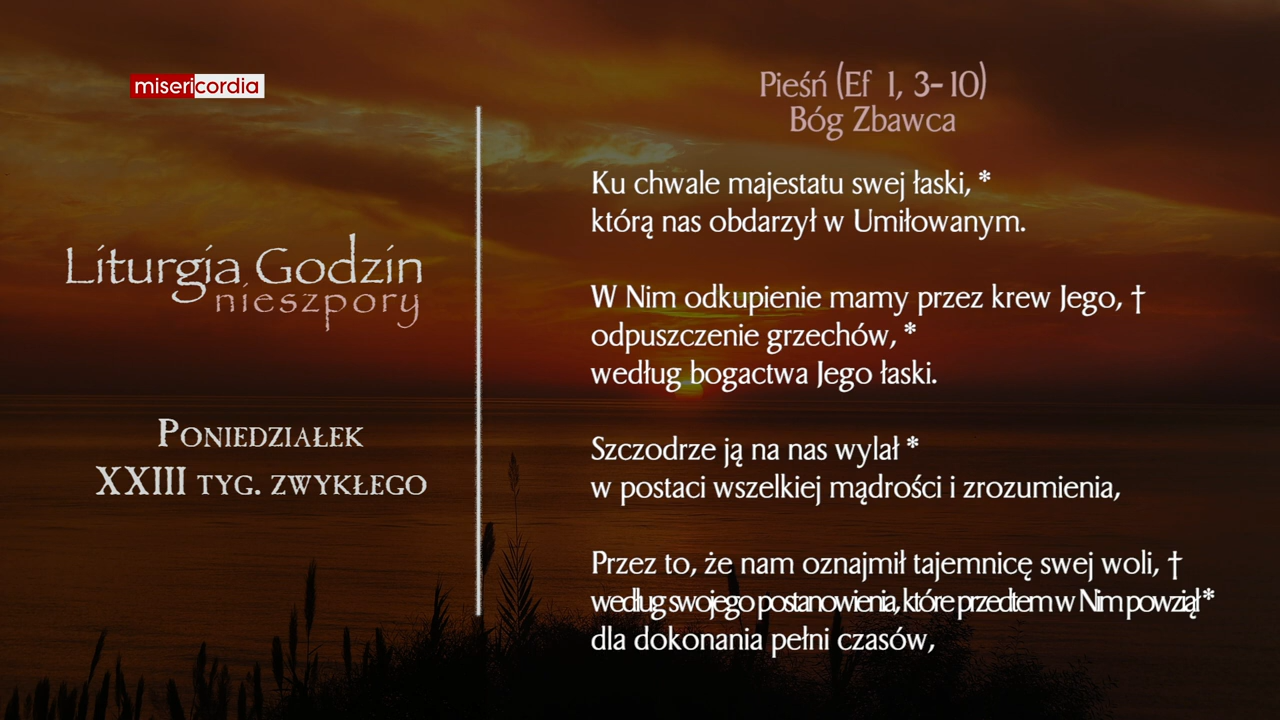 misericordia
Liturgia Godzin
nieszpory
Poniedziałek
XXIII tyg. zwykłego
Pieśń (Ef 1, 3-10)
Bóg Zbawca
Ku chwale majestatu swej łaski, *
którą nas obdarzył w Umiłowanym.
W Nim odkupienie mamy przez krew Jego, †
odpuszczenie grzechów, *
według bogactwa Jego łaski.
Szczodrze ją na nas wylał *
w postaci wszelkiej mądrości i zrozumienia,
Przez to, że nam oznajmił tajemnicę swej woli, †
według swojego postanowienia, które przedtem w Nim powziął *
dla dokonania pełni czasów,